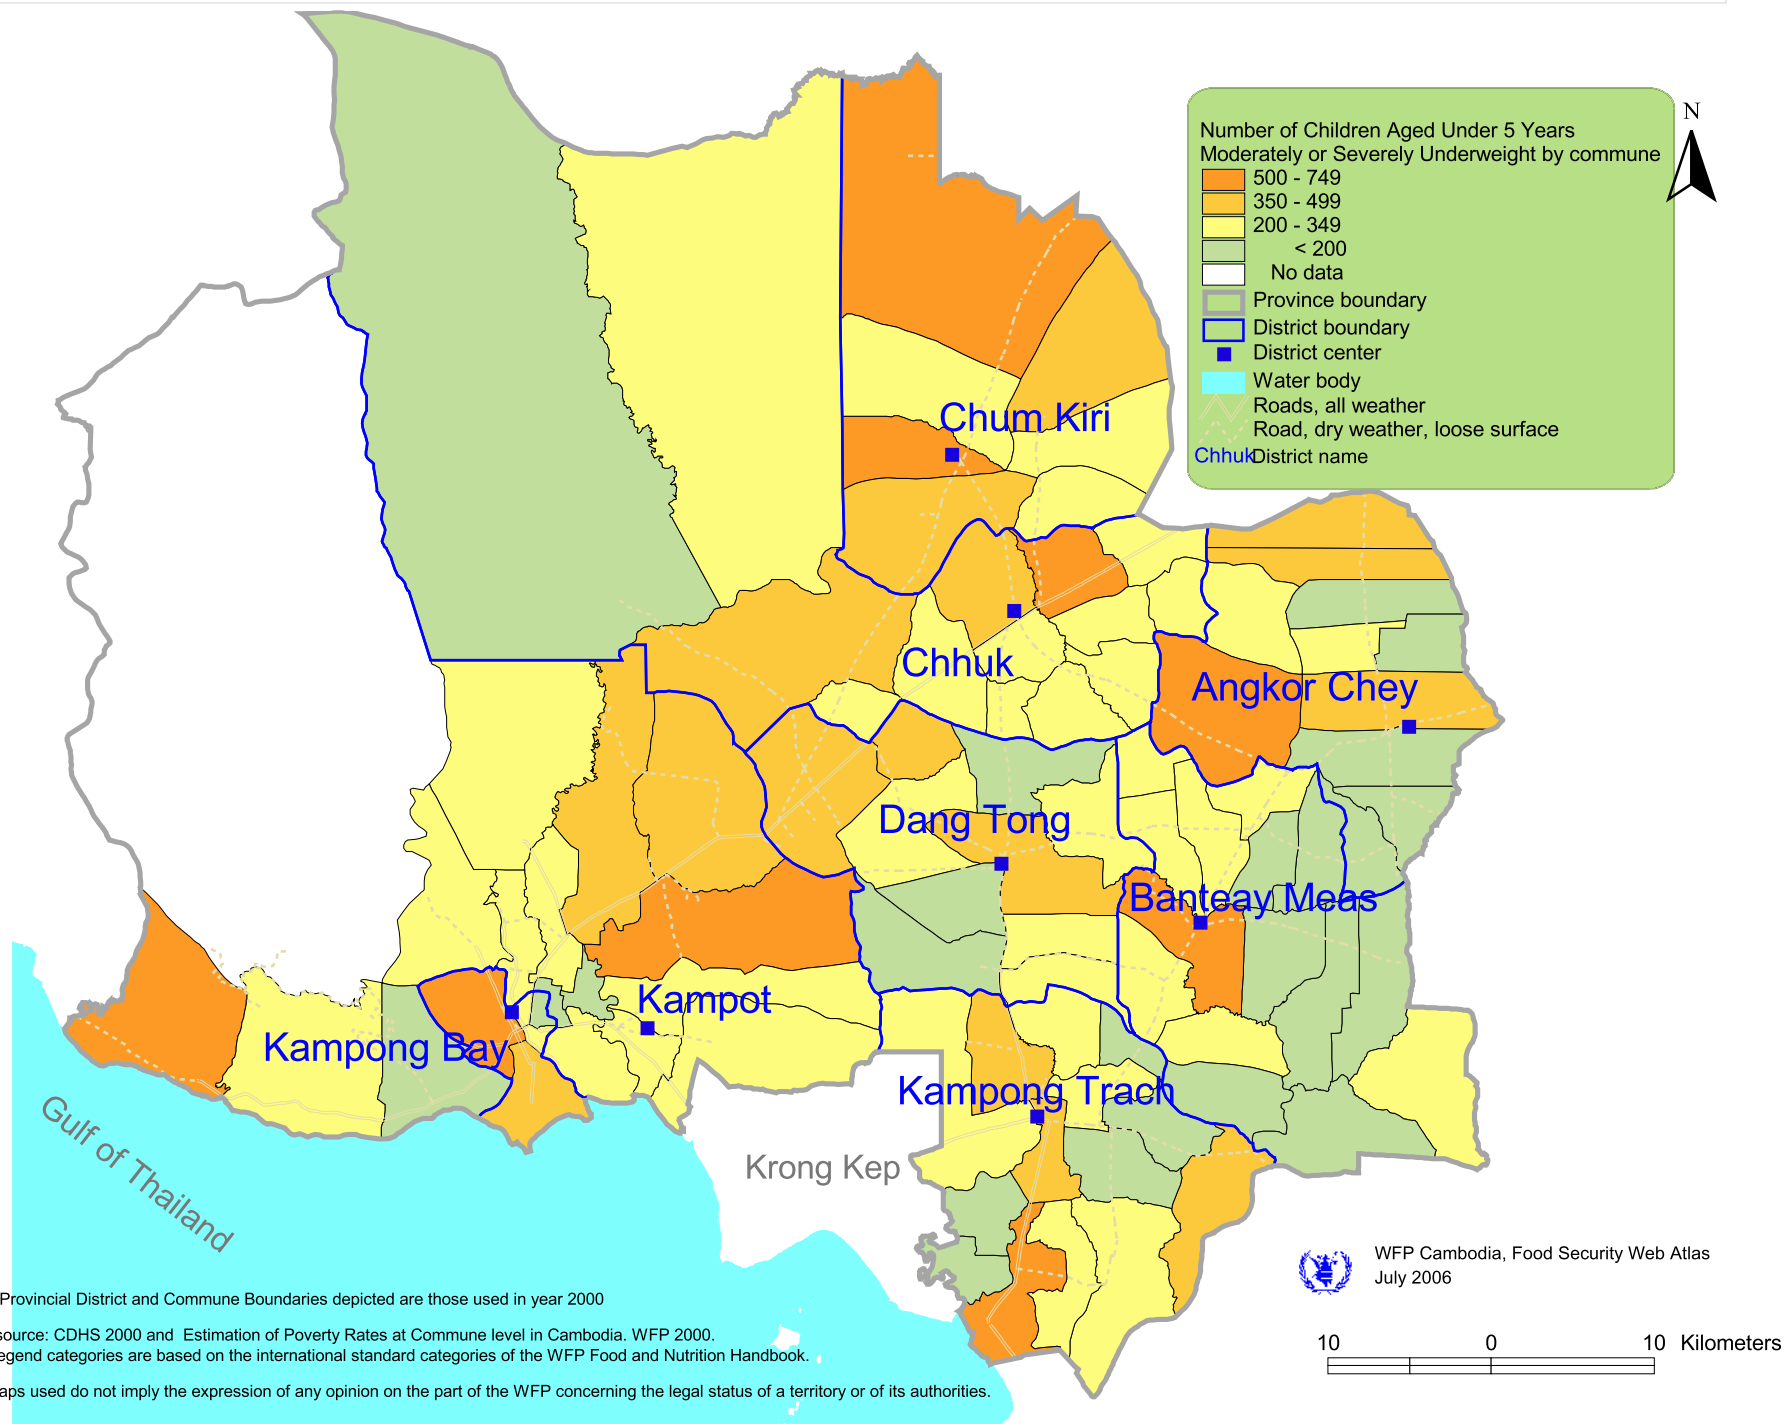 N
Number of Children Aged Under 5 Years
Moderately or Severely Underweight by commune
500 - 749
350 - 499
200 - 349
< 200
No data
Province boundary
District boundary
District center
Water body
Roads, all weather
Road, dry weather, loose surface
Chhuk District name
Chum Kiri
Chhuk
Angkor Chey
Dang Tong
Banteay Meas
Kampot
Kampong Bay
Kampong Trach
Krong Kep
Gulf of Thailand
WFP Cambodia, Food Security Web Atlas
July 2006
Provincial District and Commune Boundaries depicted are those used in year 2000
source: CDHS 2000 and Estimation of Poverty Rates at Commune level in Cambodia. WFP 2000.
egend categories are based on the international standard categories of the WFP Food and Nutrition Handbook.
aps used do not imply the expression of any opinion on the part of the WFP concerning the legal status of a territory or of its authorities.
10 0 10 Kilometers